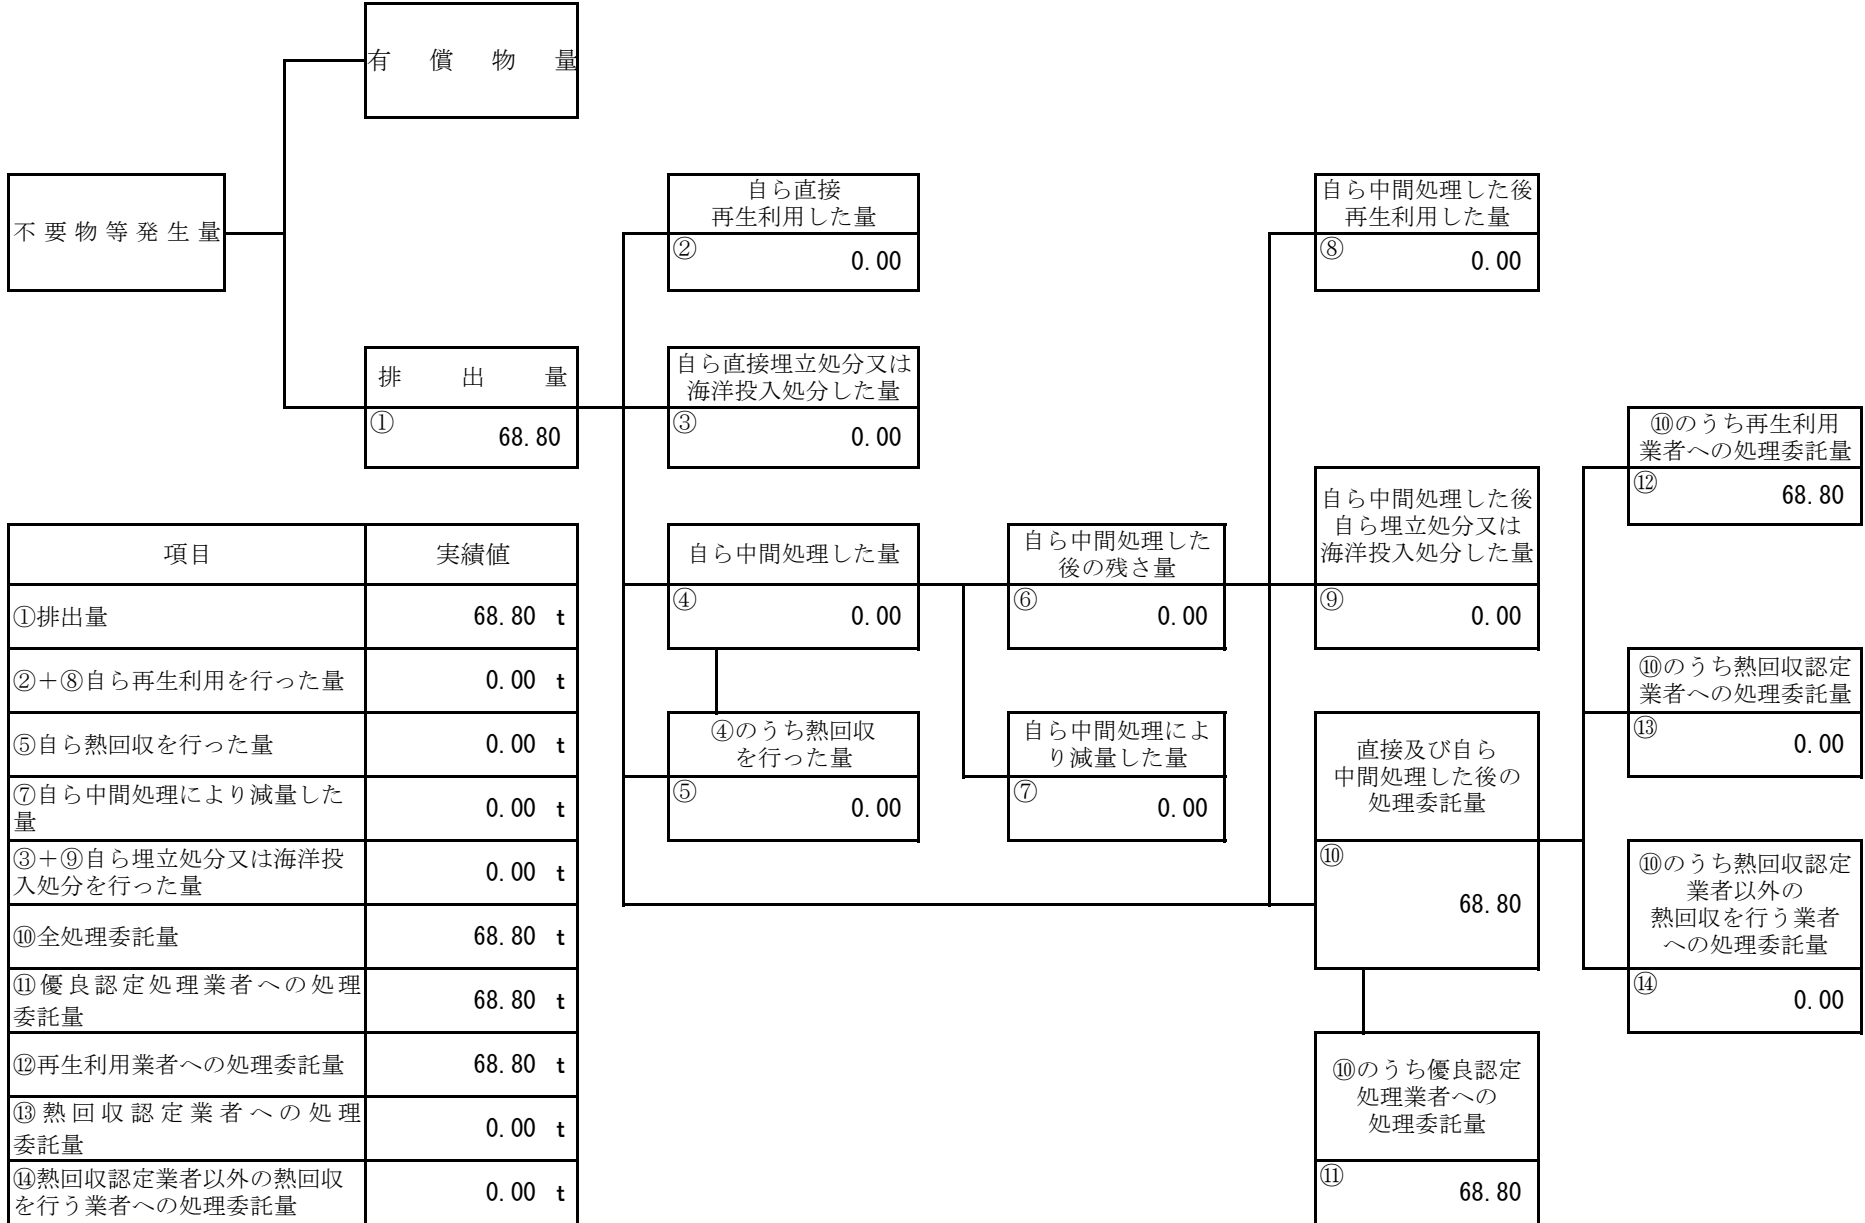 有償物量
不要物等発生量
排出量
①
68.80
自ら直接
再生利用した量
②
0.00
自ら直接埋立処分又は
海洋投入処分した量
③
0.00
自ら中間処理した量
④
0.00
④のうち熱回収
を行った量
⑤
0.00
自ら中間処理した
後の残さ量
⑥
0.00
自ら中間処理によ
り減量した量
⑦
0.00
自ら中間処理した後
再生利用した量
⑧
0.00
自ら中間処理した後
自ら埋立処分又は
海洋投入処分した量
⑨
0.00
直接及び自ら
中間処理した後の
処理委託量
⑩
68.80
⑩のうち優良認定
処理業者への
処理委託量
⑪
68.80
⑩のうち再生利用
業者への処理委託量
⑫
68.80
⑩のうち熱回収認定
業者への処理委託量
⑬
0.00
⑩のうち熱回収認定
業者以外の
熱回収を行う業者
への処理委託量
⑭
0.00
項目 実績値
①排出量 68.80 t
②＋⑧自ら再生利用を行った量 0.00 t
⑤自ら熱回収を行った量 0.00 t
⑦自ら中間処理により減量した
量 0.00 t
③＋⑨自ら埋立処分又は海洋投
入処分を行った量 0.00 t
⑩全処理委託量 68.80 t
⑪優良認定処理業者への処理
委託量 68.80 t
⑫再生利用業者への処理委託量 68.80 t
⑬熱回収認定業者への処理
委託量 0.00 t
⑭熱回収認定業者以外の熱回収
を行う業者への処理委託量 0.00 t